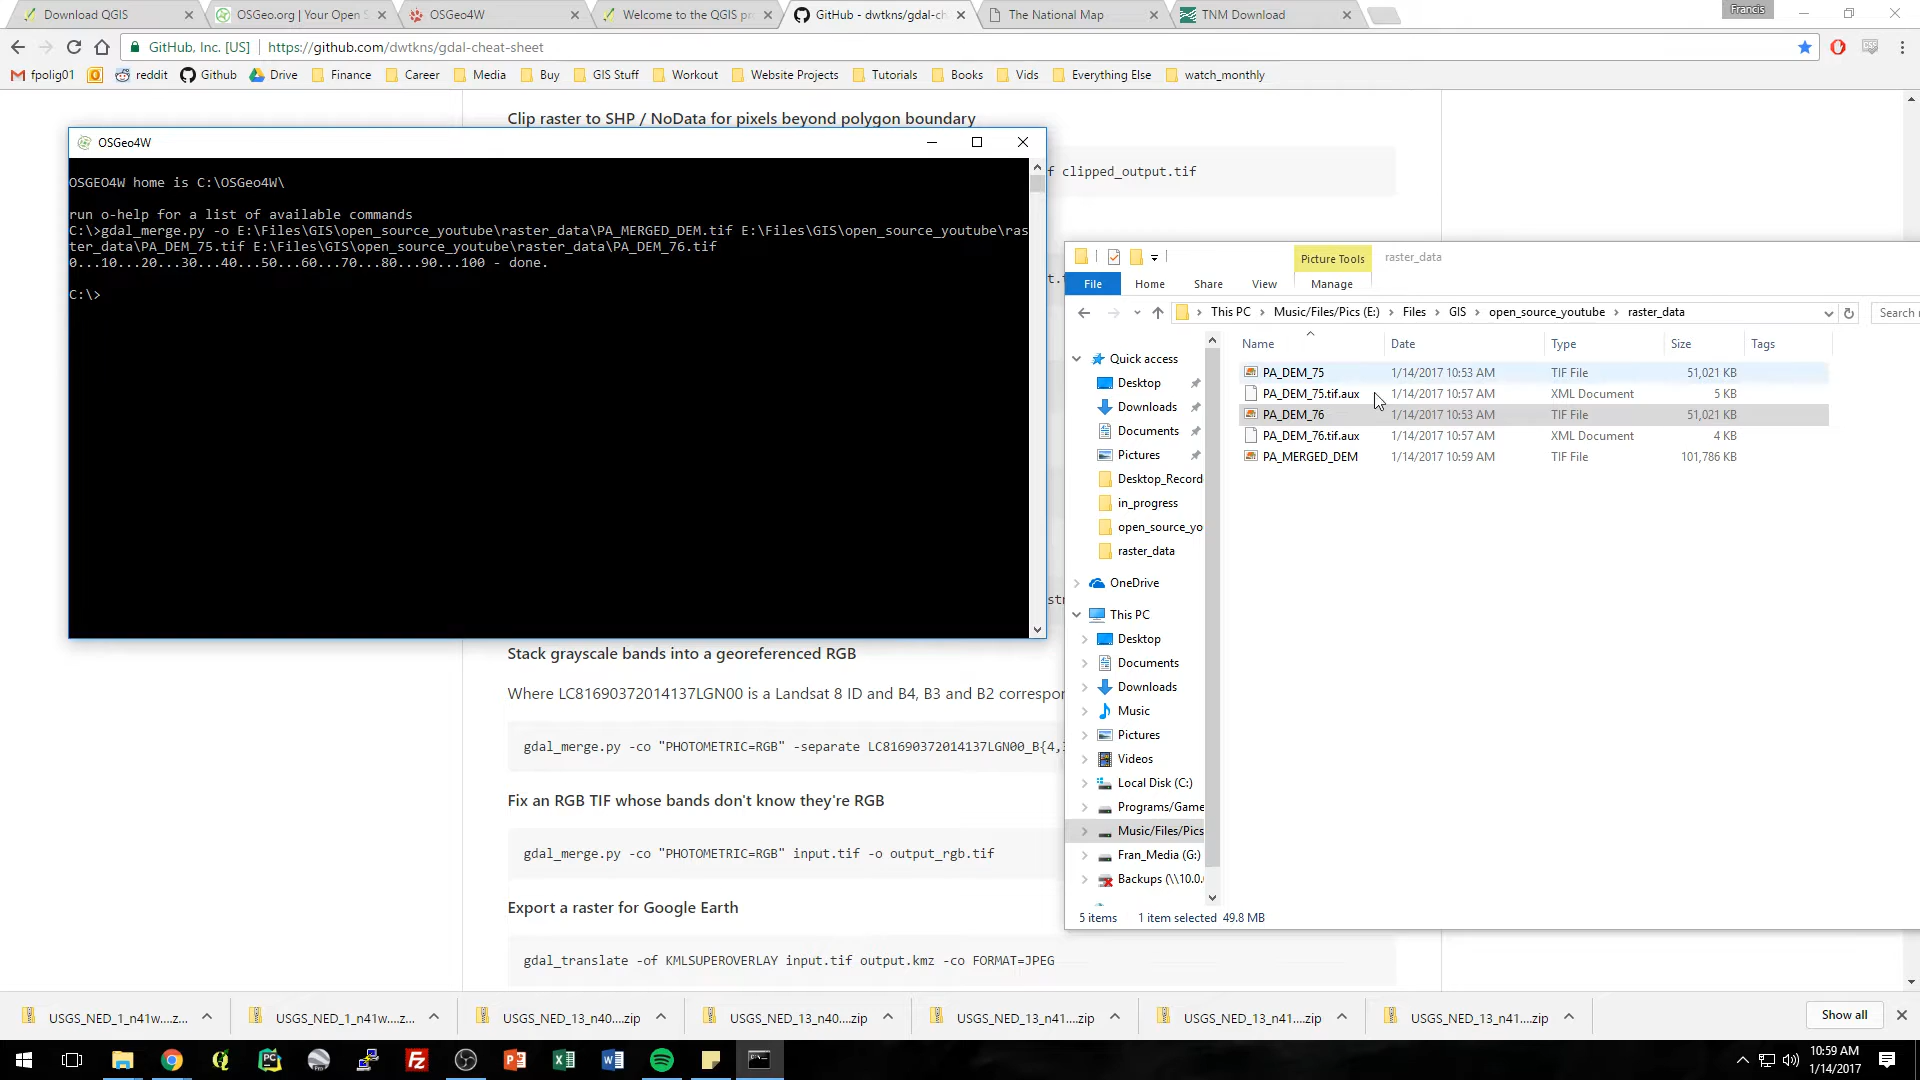 Download QGIS
OSGeo.org | Your Open S
OSGeo4W
Welcome to the QGIS pr
GitHub - dwtkns/gdal-ch
The National Map
TNM Download
Francis
GitHub, Inc. [US] | https://github.com/dwtkns/gdal-cheat-sheet
fpolig01
reddit
Github
Drive
Finance
Career
Media
Buy
GIS Stuff
Workout
Website Projects
Tutorials
Books
Vids
Everything Else
watch_monthly
Clip raster to SHP / NoData for pixels beyond polygon boundary
f clipped_output.tif
OSGeo4W
OSGEO4W home is C:\OSGeo4W\
run o-help for a list of available commands
C:\>gdal_merge.py -o E:\Files\GIS\open_source_youtube\raster_data\PA_MERGED_DEM.tif E:\Files\GIS\open_source_youtube\ras
ter_data\PA_DEM_75.tif E:\Files\GIS\open_source_youtube\raster_data\PA_DEM_76.tif
0...10...20...30...40...50...60...70...80...90...100 - done.
C:\>
Picture Tools
raster_data
File
Home
Share
View
Manage
This PC > Music/Files/Pics (E:) > Files > GIS > open_source_youtube > raster_data
Search
Name Date Type Size Tags
PA_DEM_75 1/14/2017 10:53 AM TIF File 51,021 KB
PA_DEM_75.tif.aux 1/14/2017 10:57 AM XML Document 5 KB
PA_DEM_76 1/14/2017 10:53 AM TIF File 51,021 KB
PA_DEM_76.tif.aux 1/14/2017 10:57 AM XML Document 4 KB
PA_MERGED_DEM 1/14/2017 10:59 AM TIF File 101,786 KB
Quick access
Desktop
Downloads
Documents
Pictures
Desktop_Record
in_progress
open_source_yo
raster_data
OneDrive
This PC
Desktop
Documents
Downloads
Music
Pictures
Videos
Local Disk (C:)
Programs/Game
Music/Files/Pics
Fran_Media (G:)
Backups (\\10.0.
5 items 1 item selected 49.8 MB
Stack grayscale bands into a georeferenced RGB
Where LC81690372014137LGN00 is a Landsat 8 ID and B4, B3 and B2 correspo
gdal_merge.py -co "PHOTOMETRIC=RGB" -separate LC81690372014137LGN00_B{4,3
Fix an RGB TIF whose bands don't know they're RGB
gdal_merge.py -co "PHOTOMETRIC=RGB" input.tif -o output_rgb.tif
Export a raster for Google Earth
gdal_translate -of KMLSUPEROVERLAY input.tif output.kmz -co FORMAT=JPEG
USGS_NED_1_n41w....z...
USGS_NED_1_n41w....z...
USGS_NED_13_n40....zip
USGS_NED_13_n40....zip
USGS_NED_13_n41....zip
USGS_NED_13_n41....zip
USGS_NED_13_n41....zip
Show all
10:59 AM
1/14/2017